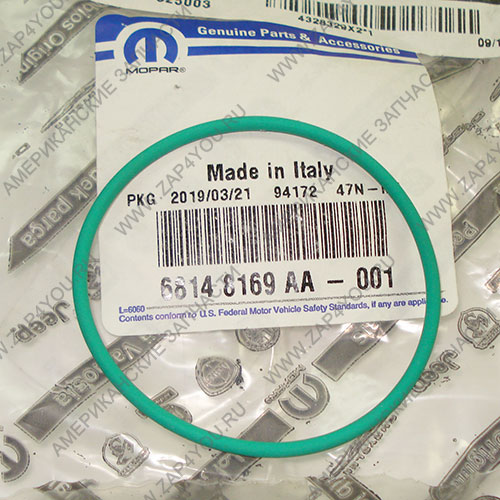 4328329X2-1
Genuine Parts & Accessories
MOPAR®
Made in Italy
PKG 2019/03/21 94172 47N-
6814 8169 AA - 001
L=6060
Contents conform to U.S. Federal Motor Vehicle Safety Standards, if any are applicable.
Jeep
WWW.ZAP4YOU.RU
АМЕРИКАНСКИЕ ЗАПЧАСТИ